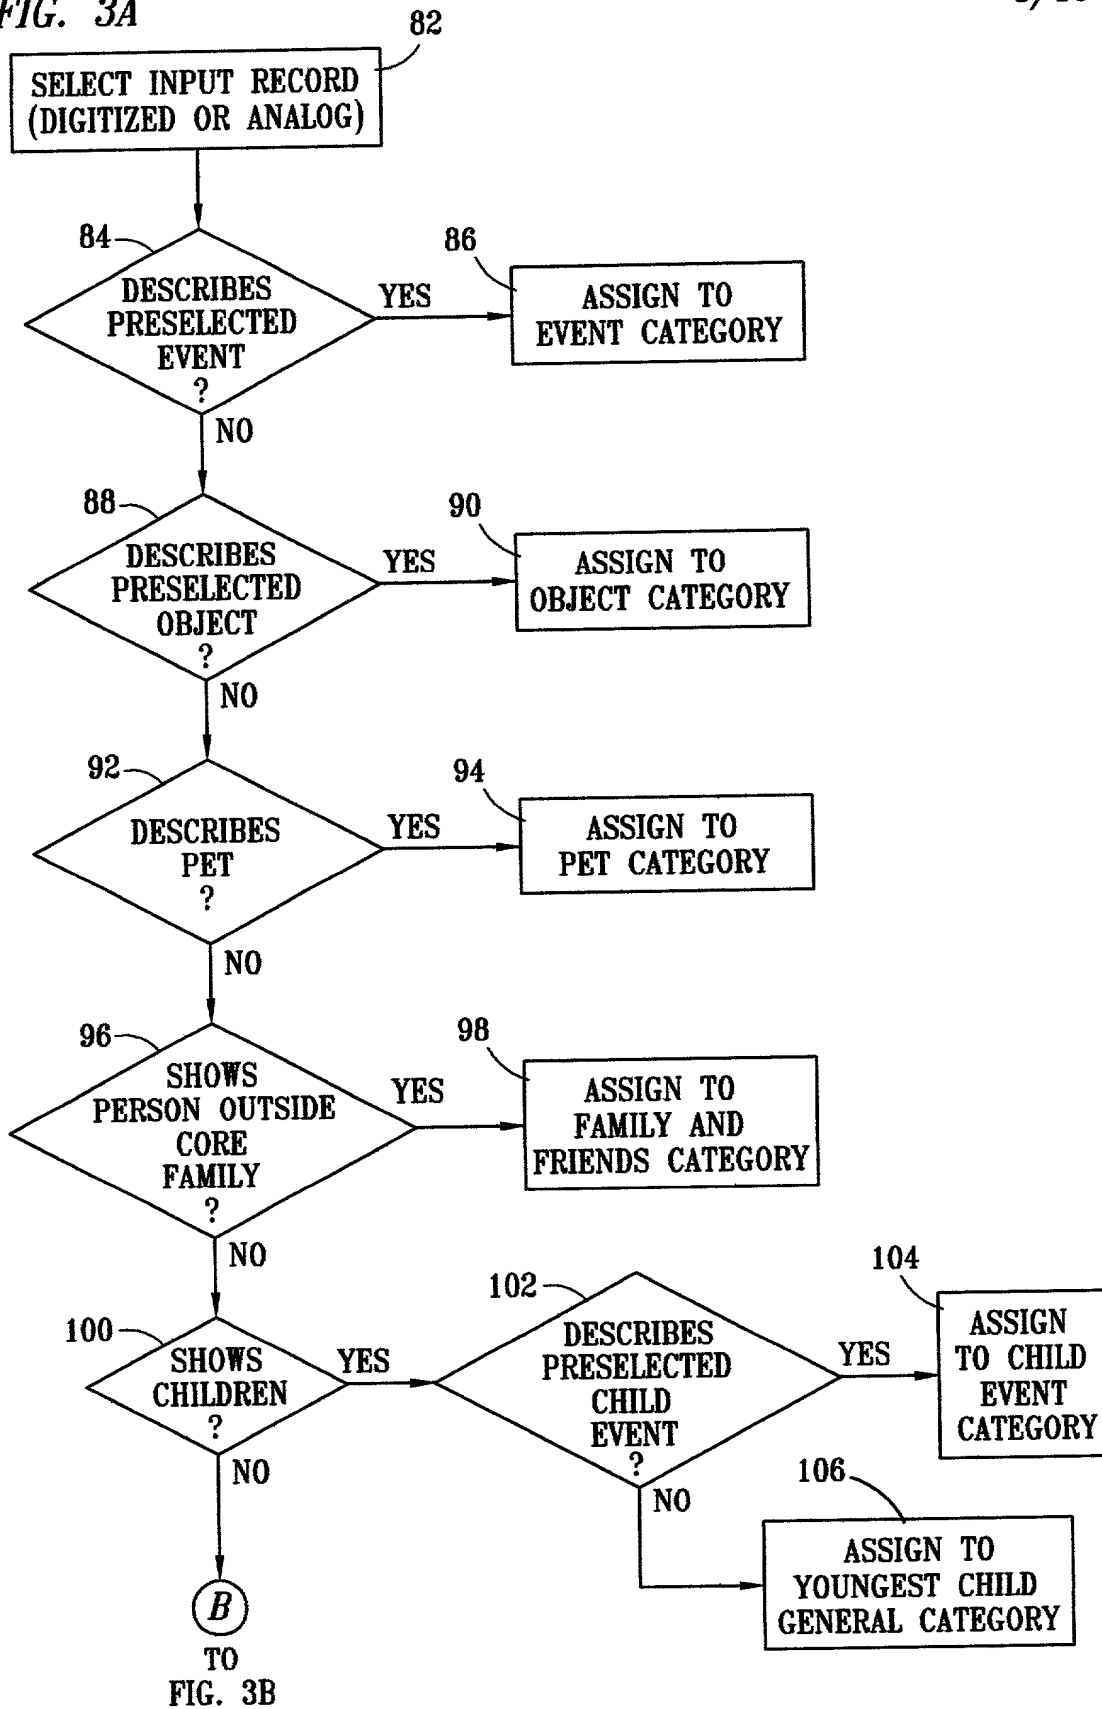 FIG. 3A
82
SELECT INPUT RECORD
(DIGITIZED OR ANALOG)
84
DESCRIBES
PRESELECTED
EVENT
?
YES
NO
86
ASSIGN TO
EVENT CATEGORY
88
DESCRIBES
PRESELECTED
OBJECT
?
YES
NO
90
ASSIGN TO
OBJECT CATEGORY
92
DESCRIBES
PET
?
YES
NO
94
ASSIGN TO
PET CATEGORY
96
SHOWS
PERSON OUTSIDE
CORE
FAMILY
?
YES
NO
98
ASSIGN TO
FAMILY AND
FRIENDS CATEGORY
100
SHOWS
CHILDREN
?
YES
NO
102
DESCRIBES
PRESELECTED
CHILD
EVENT
?
YES
NO
104
ASSIGN
TO CHILD
EVENT
CATEGORY
106
ASSIGN TO
YOUNGEST CHILD
GENERAL CATEGORY
B
TO
FIG. 3B